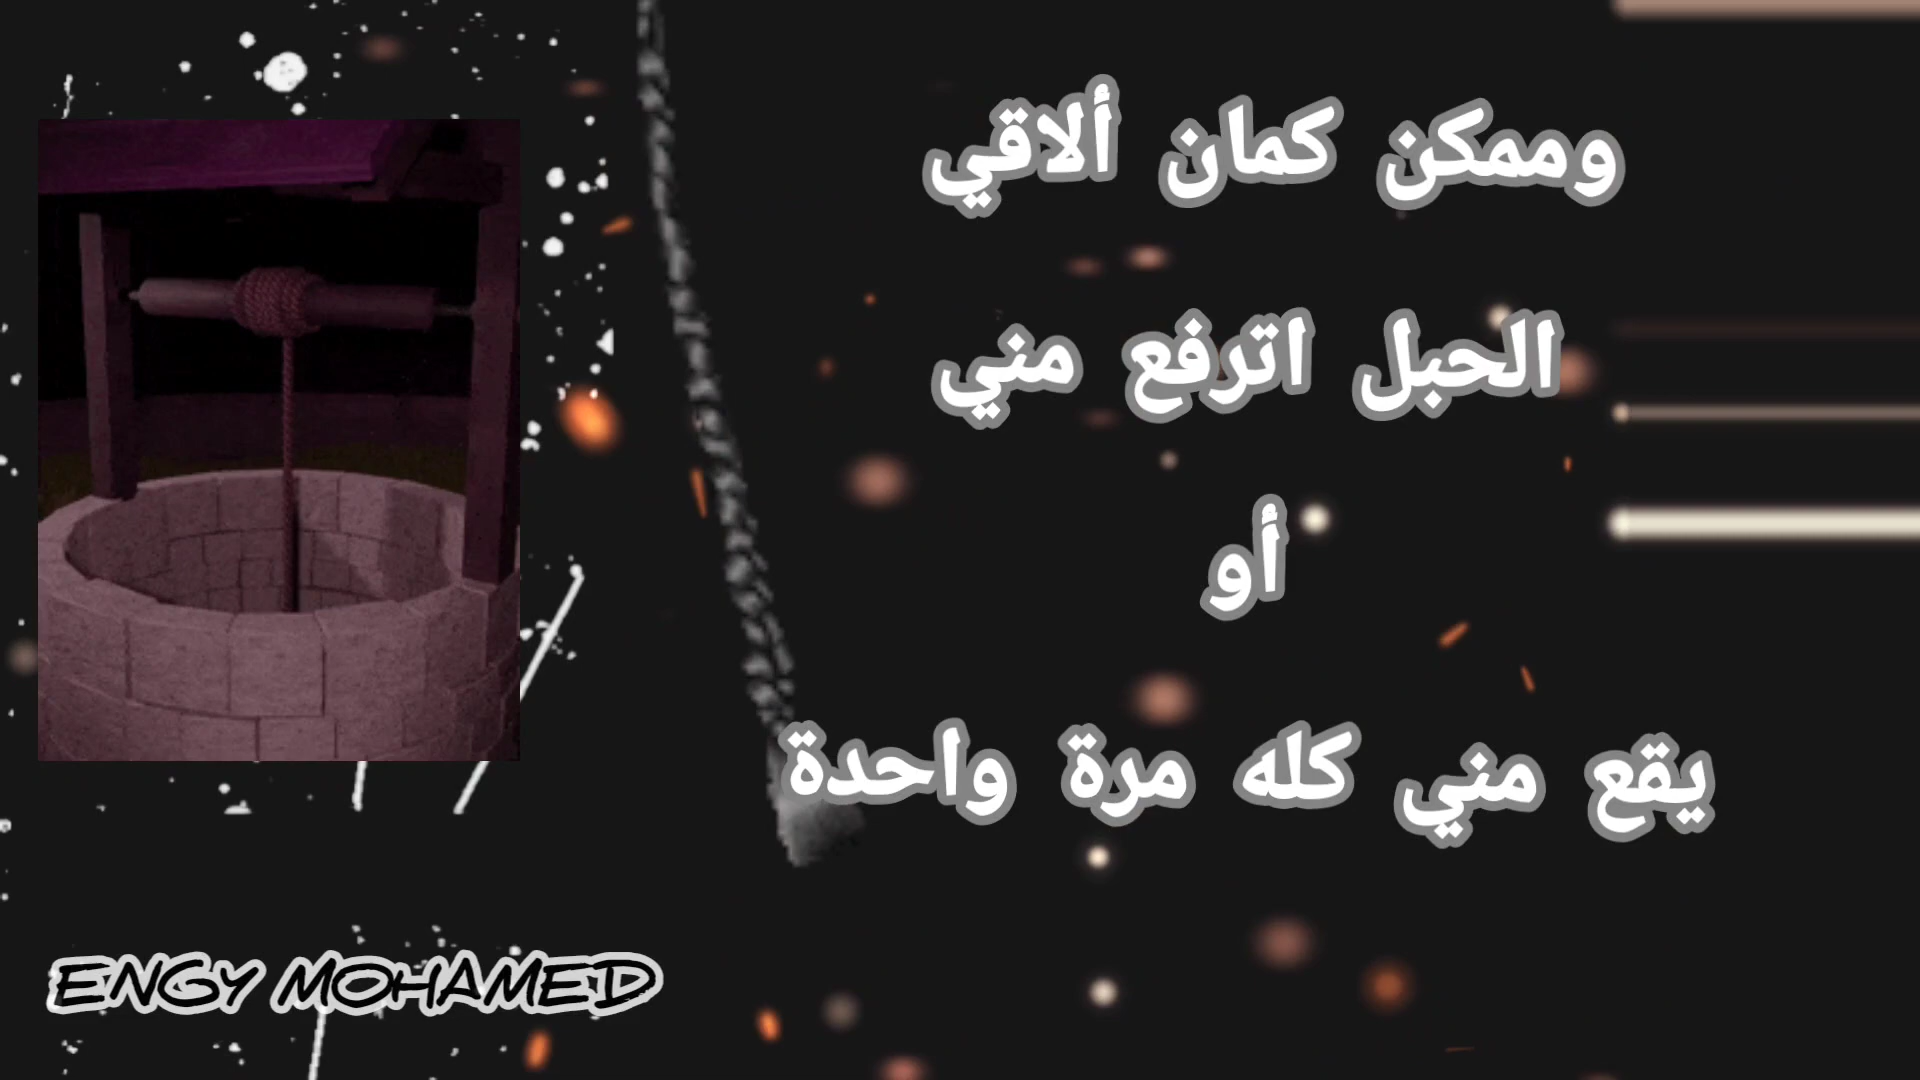 وممكن كمان ألاقي
الحبل اترفع مني
أو
يقع مني كله مرة واحدة
ENGY MOHAMED